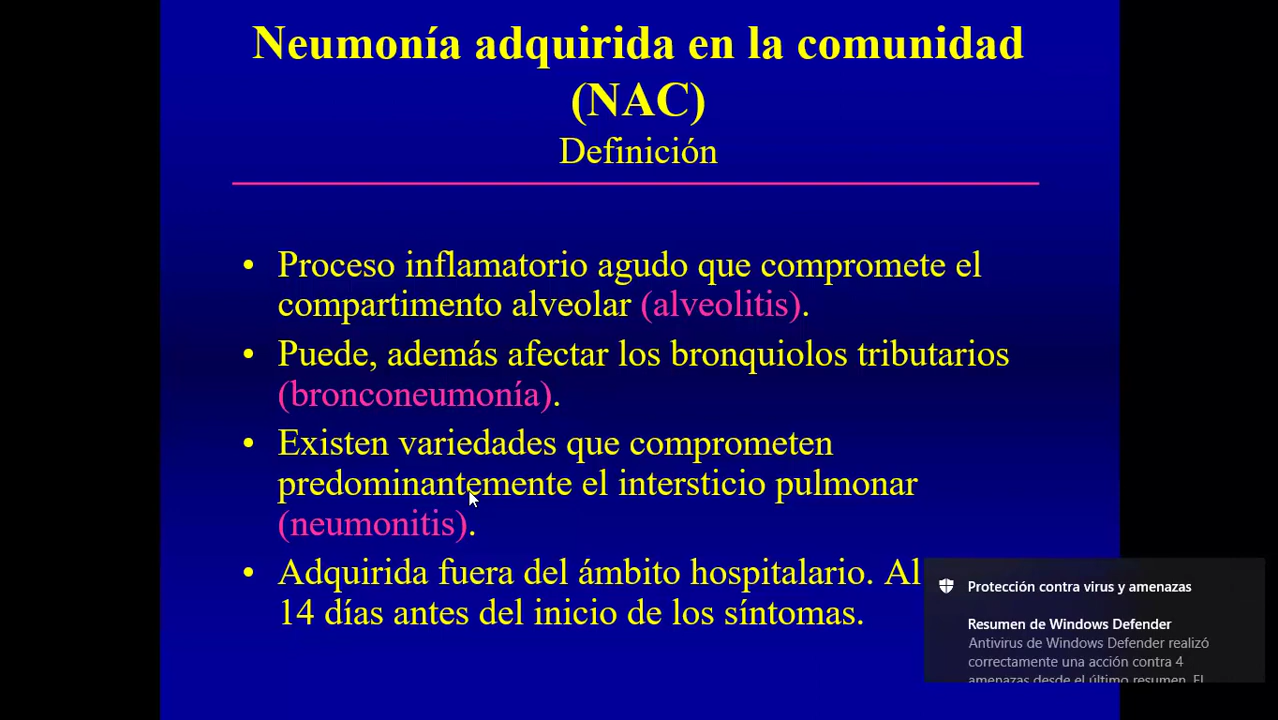 Neumonía adquirida en la comunidad
(NAC)
Definición
• Proceso inflamatorio agudo que compromete el
compartimento alveolar (alveolitis).
• Puede, además afectar los bronquiolos tributarios
(bronconeumonía).
• Existen variedades que comprometen
predominantemente el intersticio pulmonar
(neumonitis).
• Adquirida fuera del ámbito hospitalario. Al
14 días antes del inicio de los síntomas.
Protección contra virus y amenazas
Resumen de Windows Defender
Antivirus de Windows Defender realizó
correctamente una acción contra 4
amenazas desde el último resumen. El